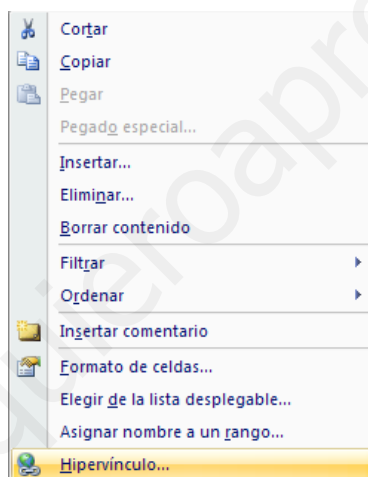 Cortar
Copiar
Pegar
Pegado especial...
Insertar...
Eliminar...
Borrar contenido
Filtrar
Ordenar
Insertar comentario
Formato de celdas...
Elegir de la lista desplegable...
Asignar nombre a un rango...
Hipervínculo...
quieroapro